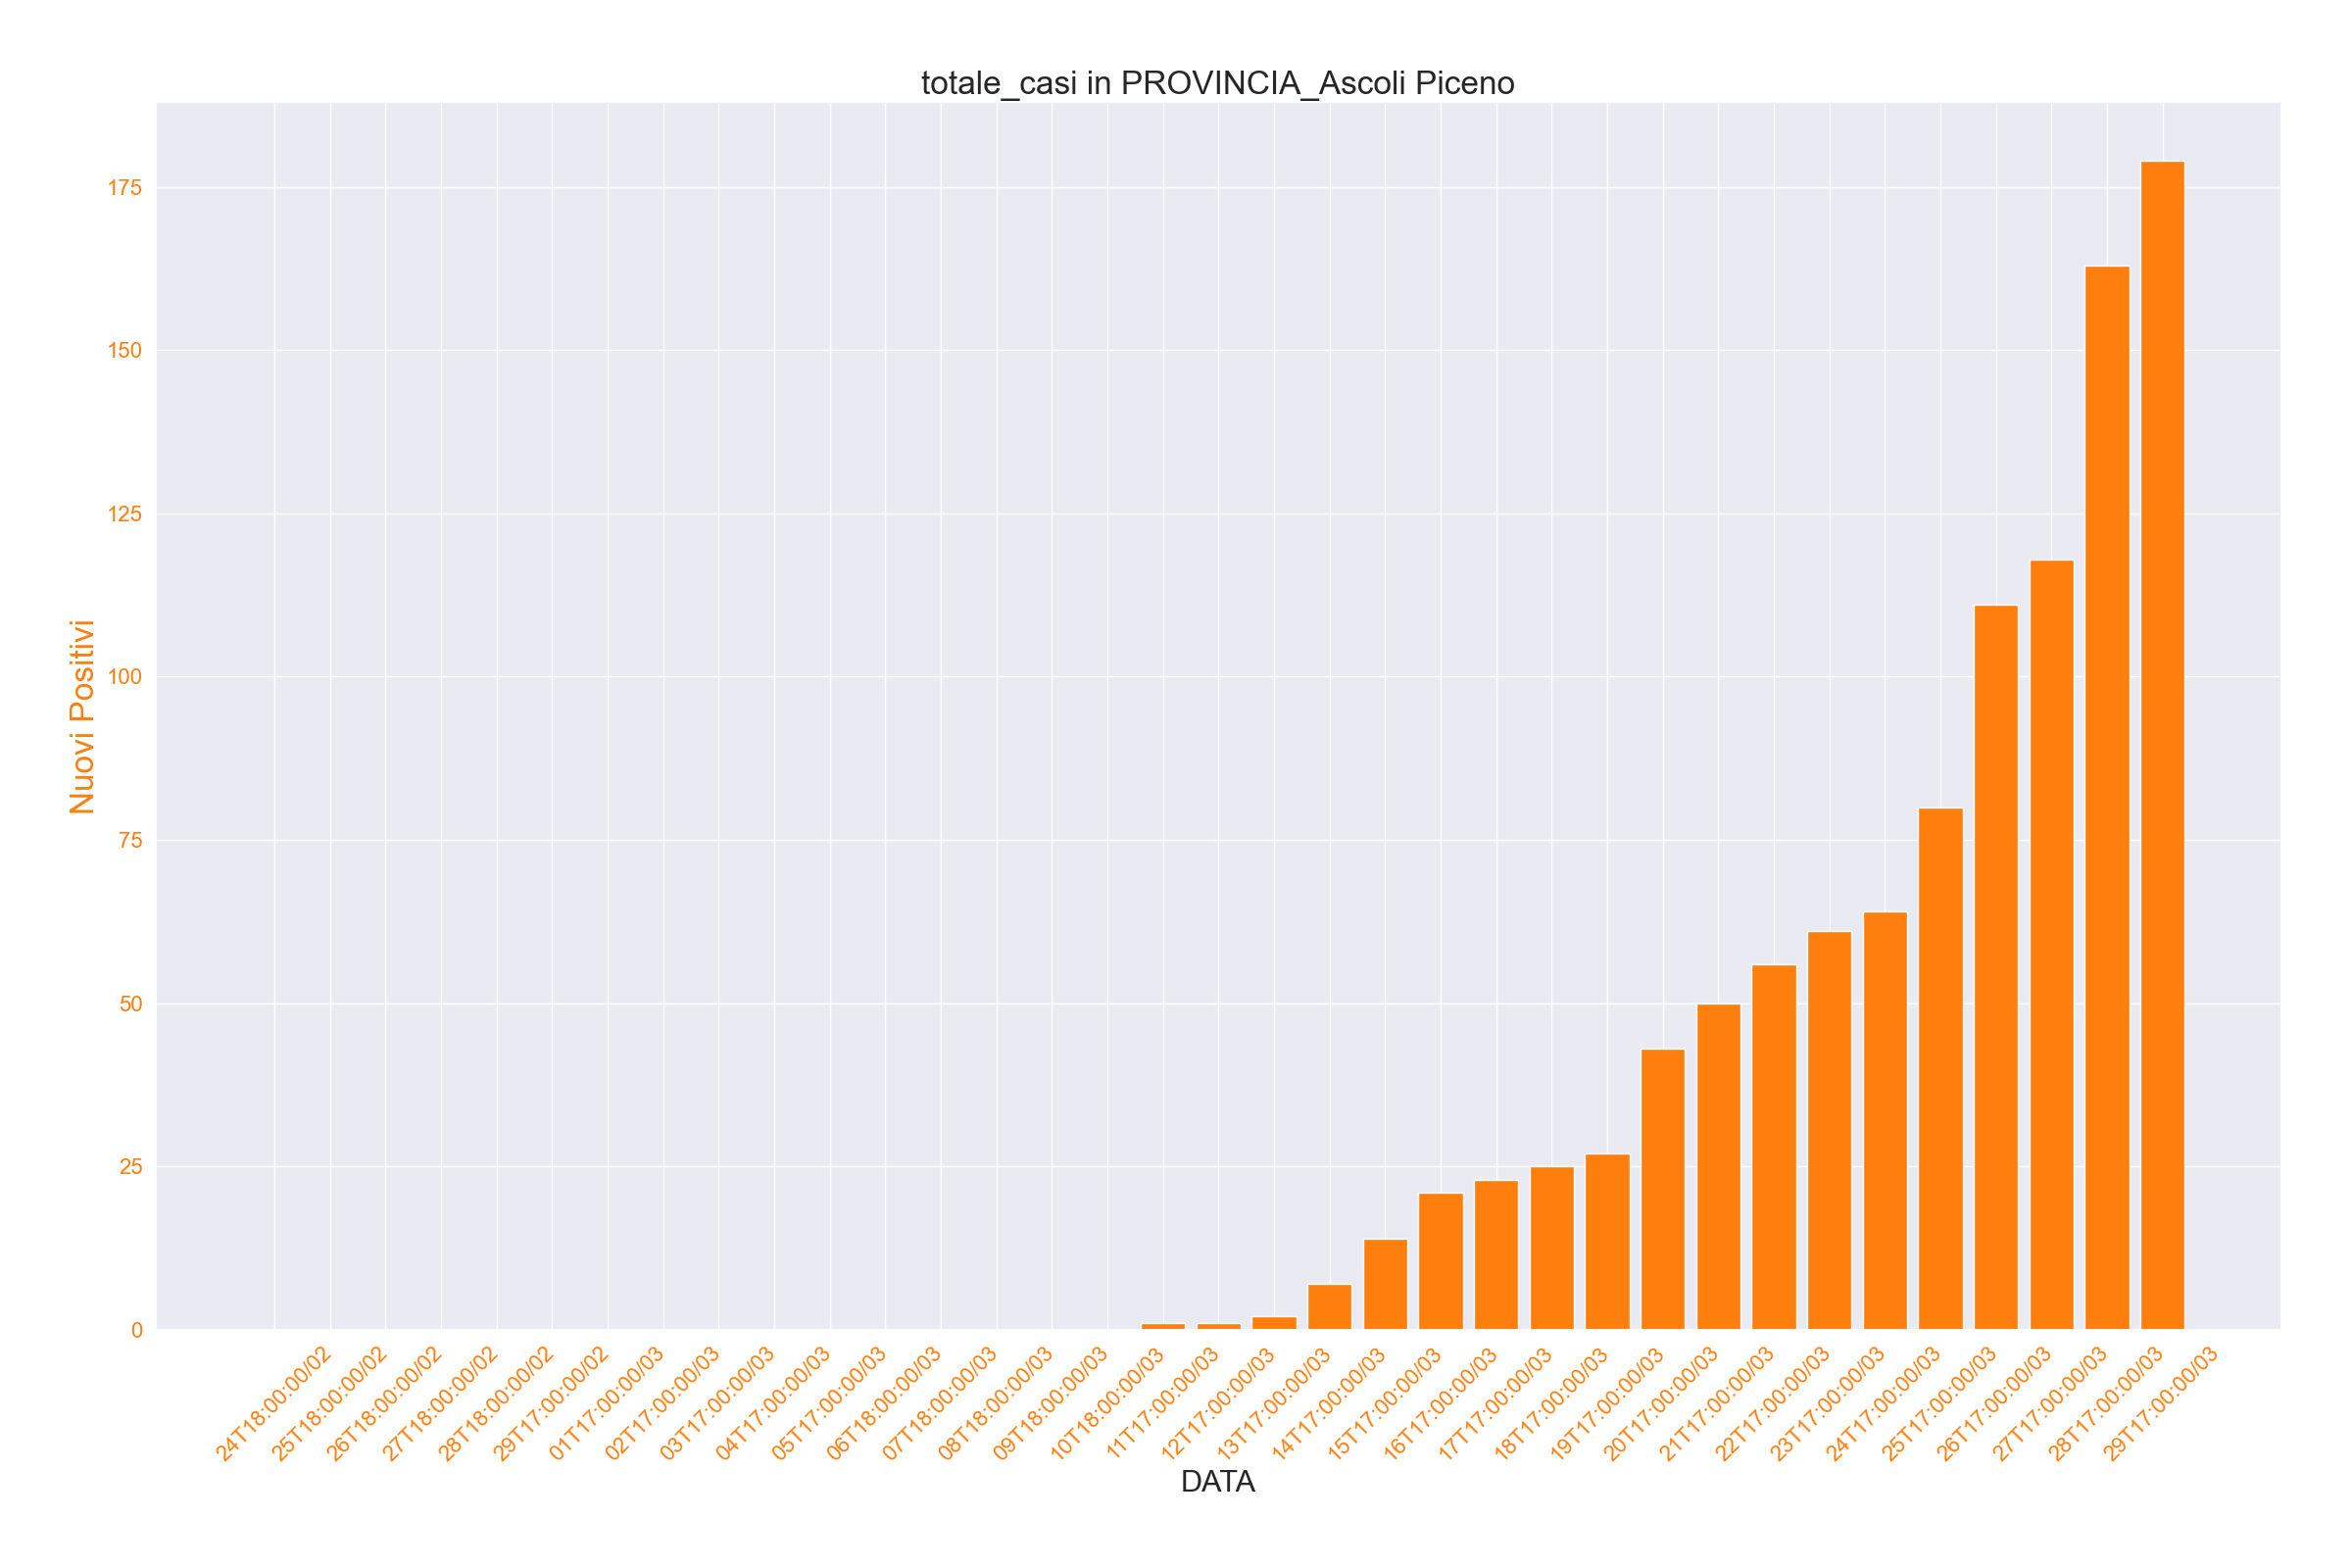 totale_casi in PROVINCIA_Ascoli Piceno
175
150
125
100
75
50
25
0
Nuovi Positivi
24T18:00:00/02
25T18:00:00/02
26T18:00:00/02
27T18:00:00/02
28T18:00:00/02
29T17:00:00/02
01T17:00:00/03
02T17:00:00/03
03T17:00:00/03
04T17:00:00/03
05T17:00:00/03
06T18:00:00/03
07T18:00:00/03
08T18:00:00/03
09T18:00:00/03
10T18:00:00/03
11T17:00:00/03
12T17:00:00/03
13T17:00:00/03
14T17:00:00/03
15T17:00:00/03
16T17:00:00/03
17T17:00:00/03
18T17:00:00/03
19T17:00:00/03
20T17:00:00/03
21T17:00:00/03
22T17:00:00/03
23T17:00:00/03
24T17:00:00/03
25T17:00:00/03
26T17:00:00/03
27T17:00:00/03
28T17:00:00/03
29T17:00:00/03
DATA